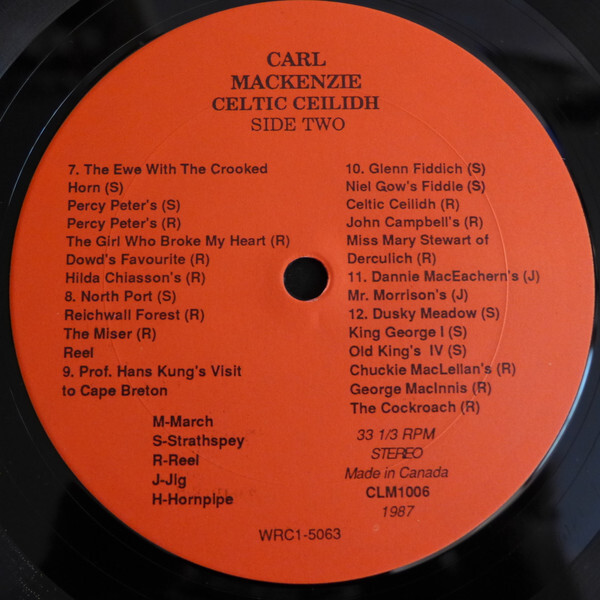 CARL
MACKENZIE
CELTIC CEILIDH
SIDE TWO
7. The Ewe With The Crooked
Horn (S)
Percy Peter's (S)
Percy Peter's (R)
The Girl Who Broke My Heart (R)
Dowd's Favourite (R)
Hilda Chiasson's (R)
8. North Port (S)
Reichwall Forest (R)
The Miser (R)
Reel
9. Prof. Hans Kung's Visit
to Cape Breton
10. Glenn Fiddich (S)
Niel Gow's Fiddle (S)
Celtic Ceilidh (R)
John Campbell's (R)
Miss Mary Stewart of
Derculich (R)
11. Dannie MacEachern's (J)
Mr. Morrison's (J)
12. Dusky Meadow (S)
King George I (S)
Old King's IV (S)
Chuckie MacLellan's (R)
George MacInnis (R)
The Cockroach (R)
M-March
S-Strathspey
R-Reel
J-Jig
H-Hornpipe
33 1/3 RPM
STEREO
Made in Canada
CLM1006
1987
WRC1-5063